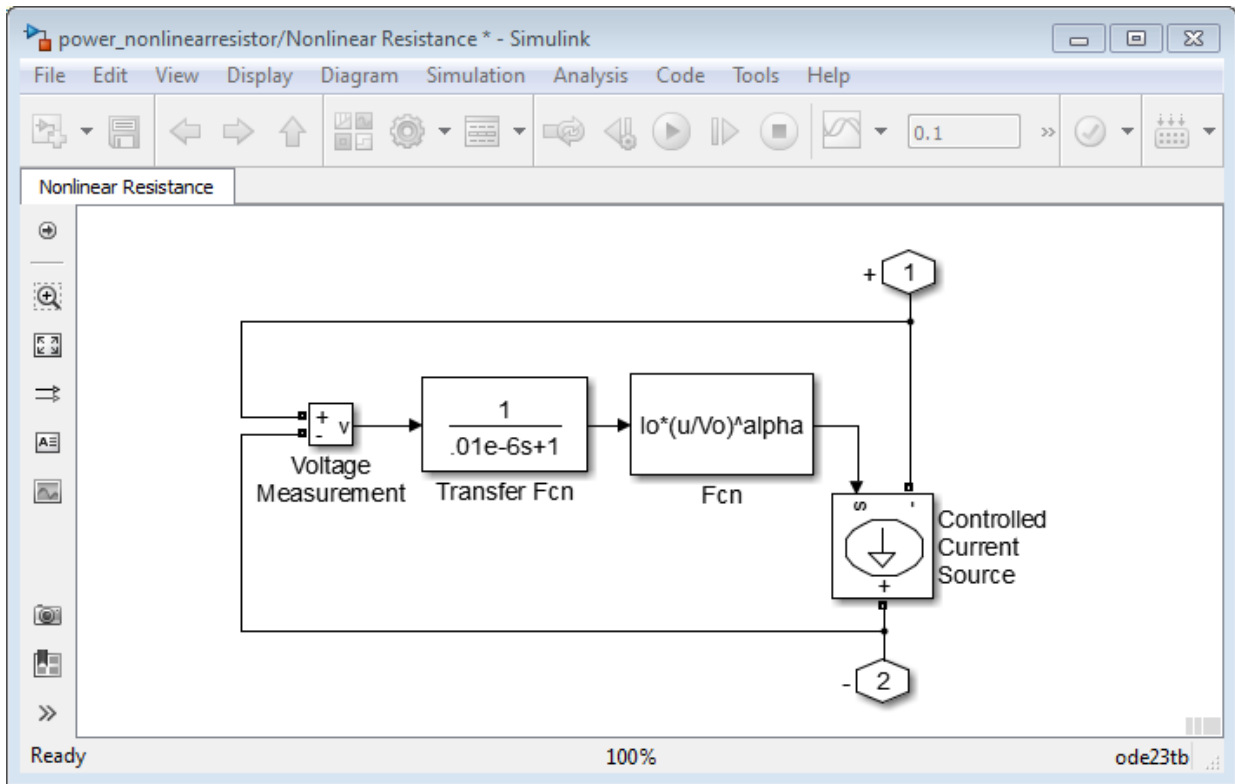 power_nonlinearresistor/Nonlinear Resistance * - Simulink
File Edit View Display Diagram Simulation Analysis Code Tools Help
0.1
Nonlinear Resistance
+ 1
+
- v
Voltage
Measurement
1
.01e-6s+1
Transfer Fcn
Io*(u/Vo)^alpha
Fcn
s -
+
Controlled
Current
Source
- 2
Ready 100% ode23tb